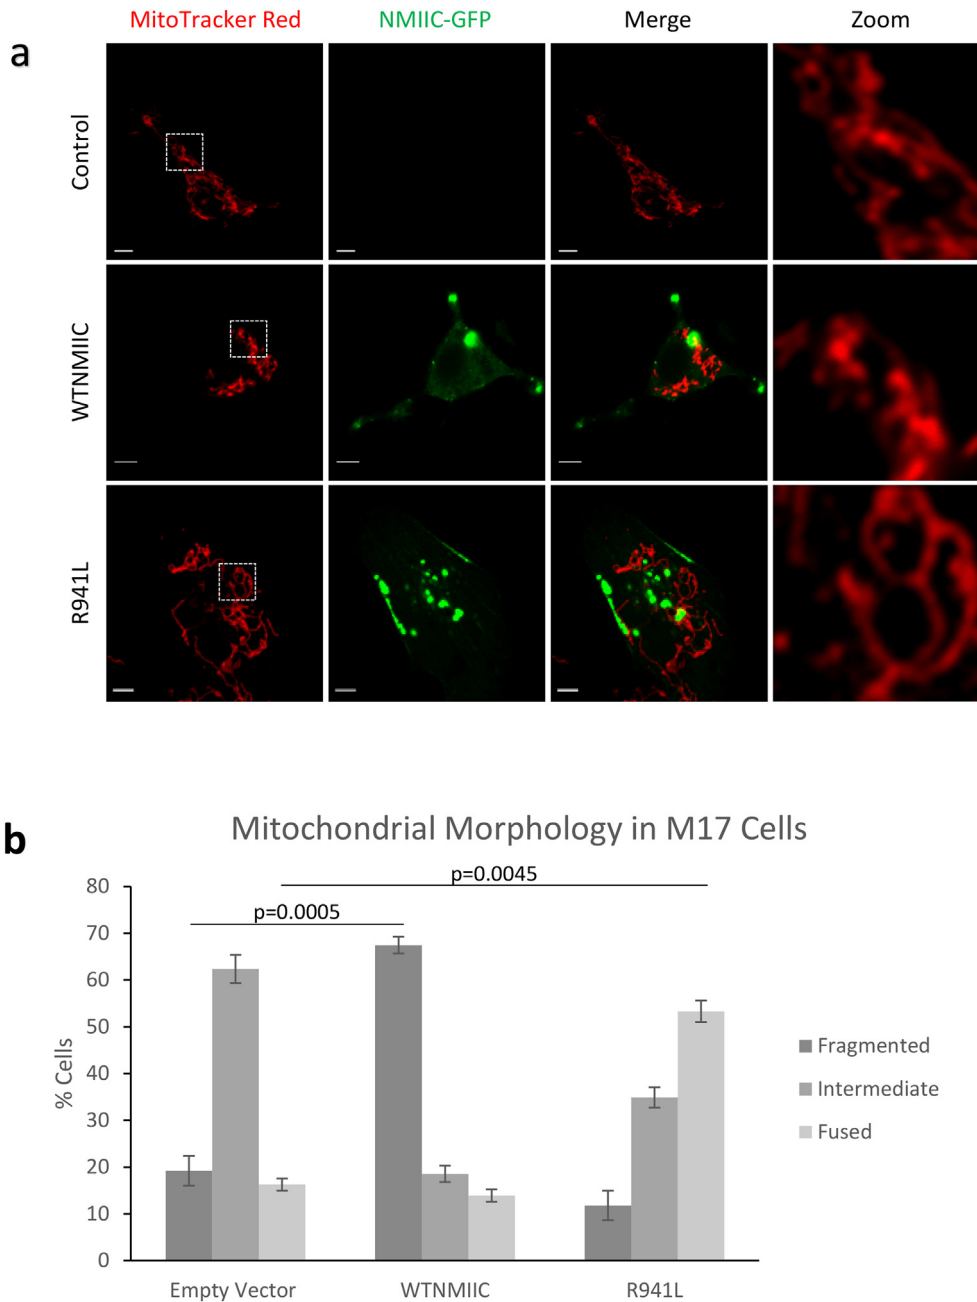 MitoTracker Red NMIIC-GFP Merge Zoom
a
Control
WTNMIIC
R941L
b
Mitochondrial Morphology in M17 Cells
p=0.0045
p=0.0005
80
70
60
50
40
30
20
10
0
% Cells
Fragmented
Intermediate
Fused
Empty Vector WTNMIIC R941L